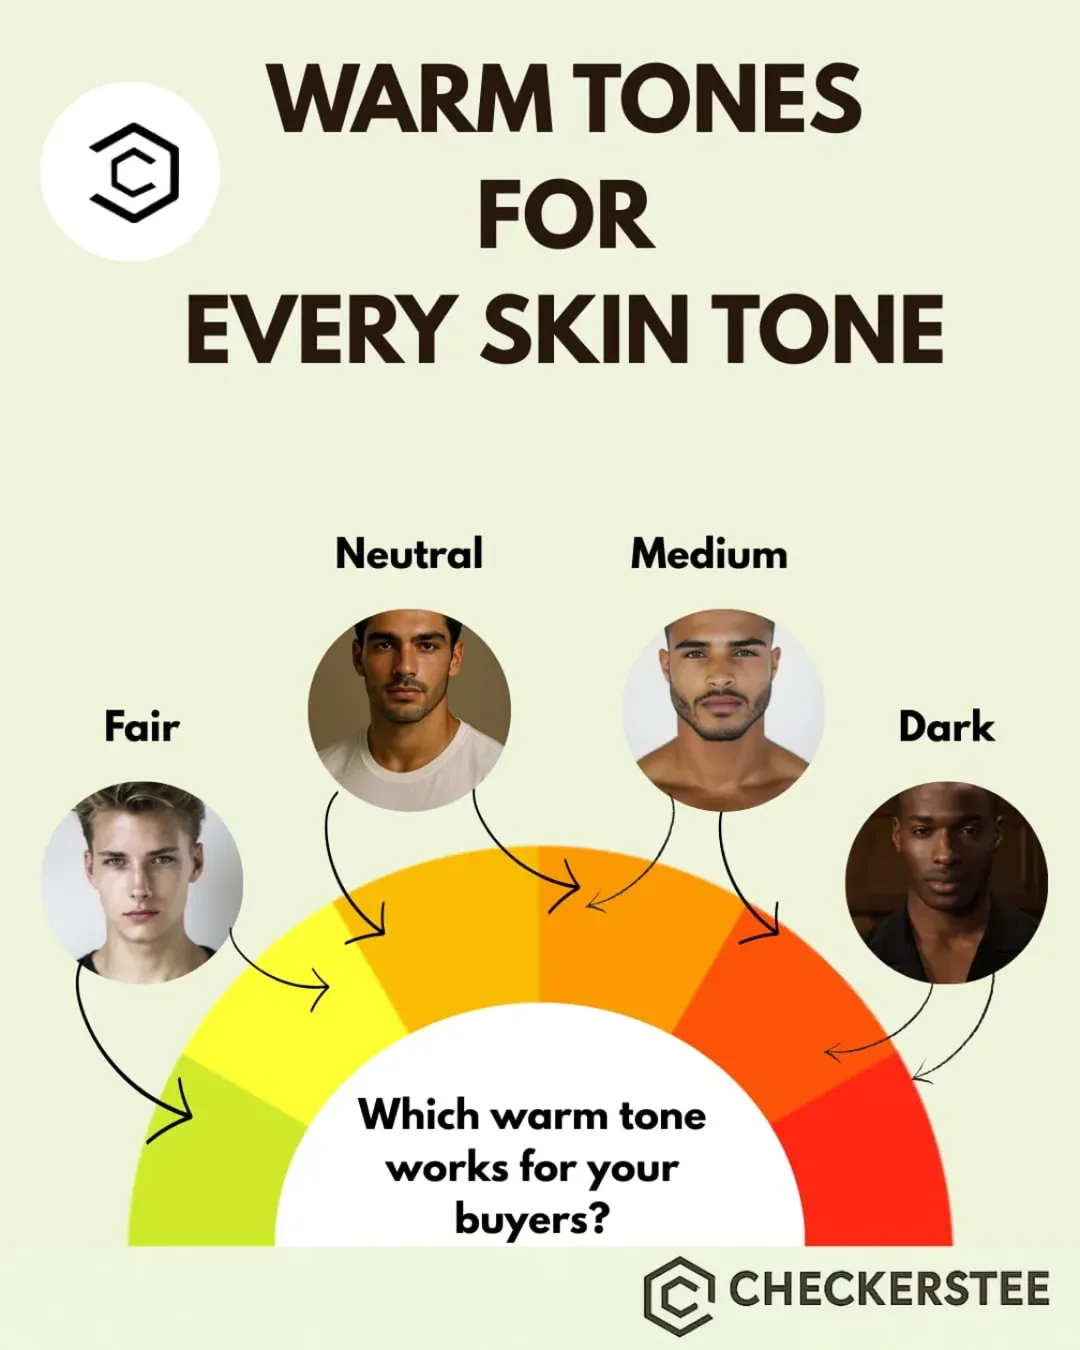 WARM TONES
FOR
EVERY SKIN TONE
Neutral
Medium
Fair
Dark
Which warm tone
works for your
buyers?
CHECKERSTEE